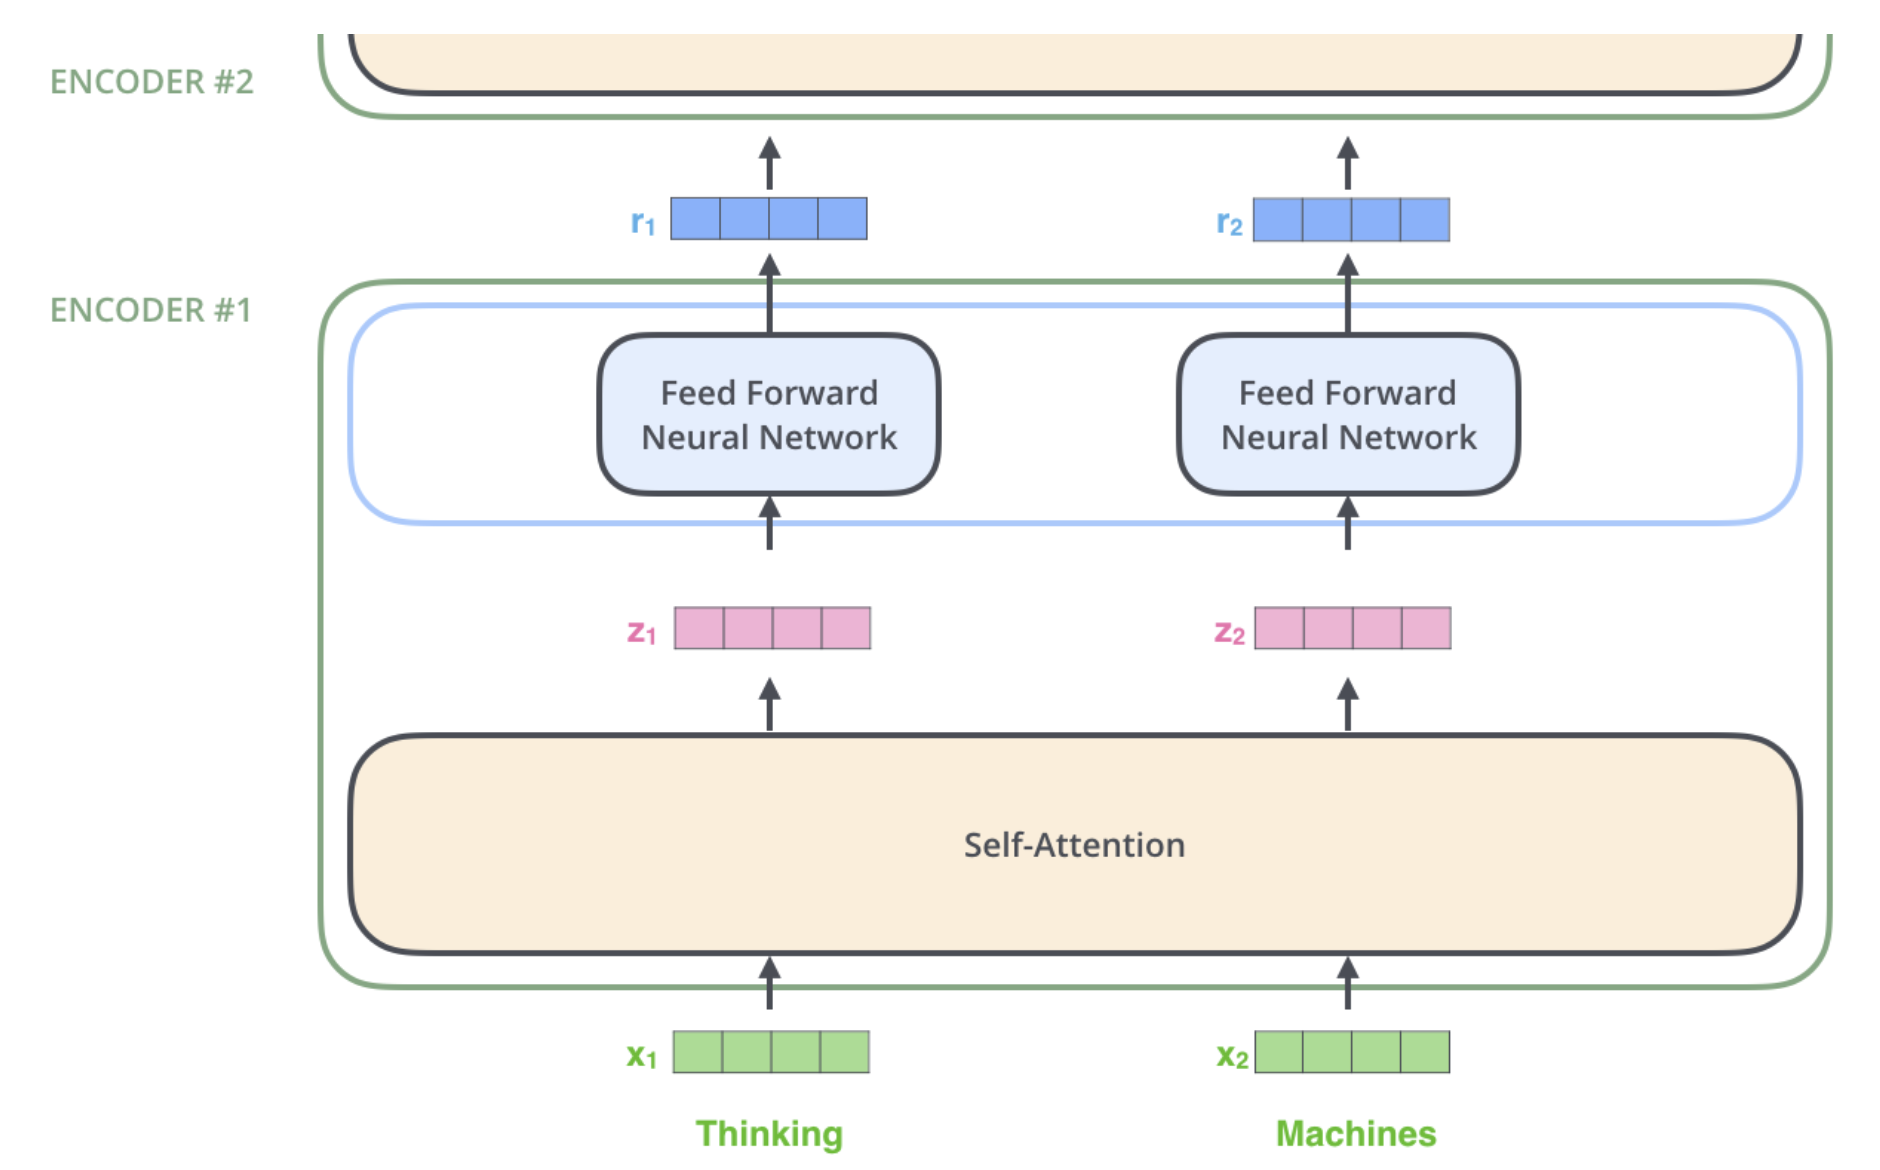 ENCODER #2
r₁
r₂
ENCODER #1
Feed Forward
Neural Network
Feed Forward
Neural Network
z₁
z₂
Self-Attention
x₁
x₂
Thinking
Machines